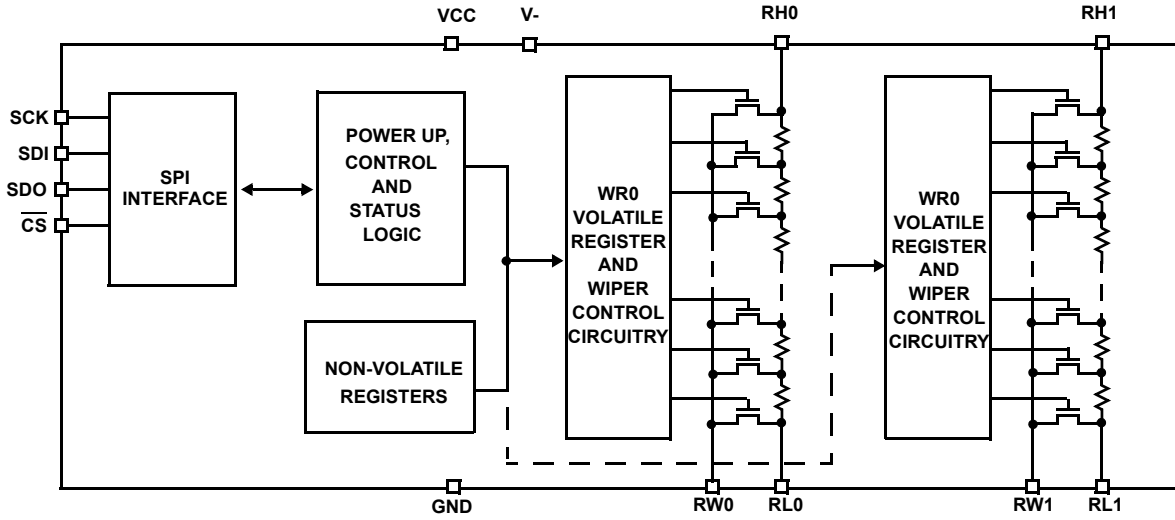 VCC
V-
RH0
RH1
SCK
SDI
SDO
CS
SPI
INTERFACE
POWER UP,
CONTROL
AND
STATUS
LOGIC
NON-VOLATILE
REGISTERS
WR0
VOLATILE
REGISTER
AND
WIPER
CONTROL
CIRCUITRY
WR0
VOLATILE
REGISTER
AND
WIPER
CONTROL
CIRCUITRY
GND
RW0
RL0
RW1
RL1